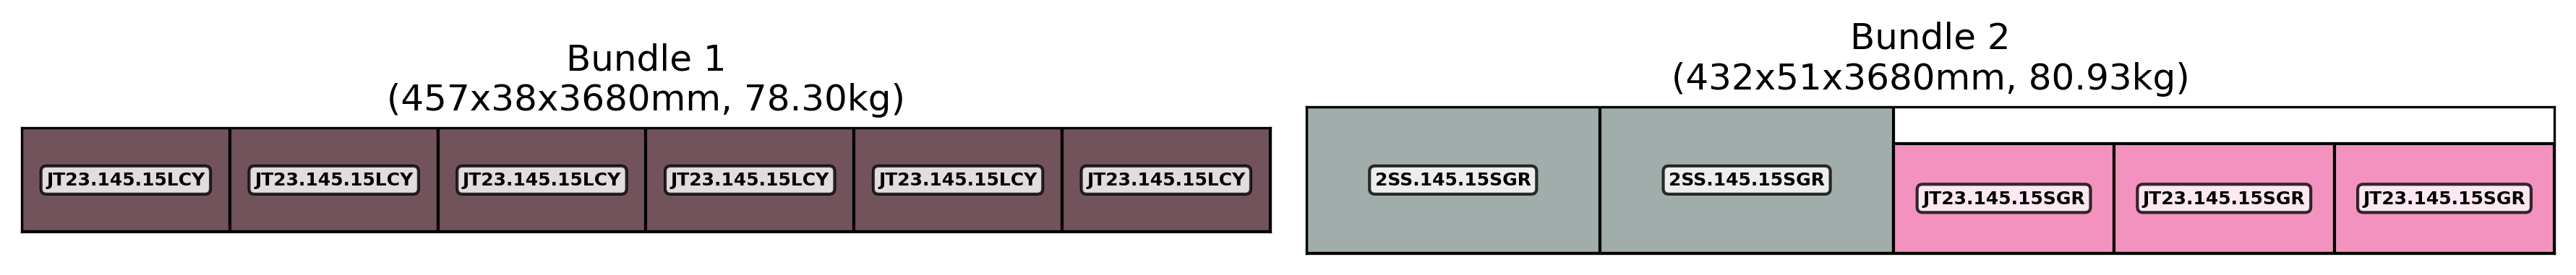 Bundle 1
(457x38x3680mm, 78.30kg)
JT23.145.15LCY JT23.145.15LCY JT23.145.15LCY JT23.145.15LCY JT23.145.15LCY JT23.145.15LCY
Bundle 2
(432x51x3680mm, 80.93kg)
2SS.145.15SGR 2SS.145.15SGR JT23.145.15SGR JT23.145.15SGR JT23.145.15SGR